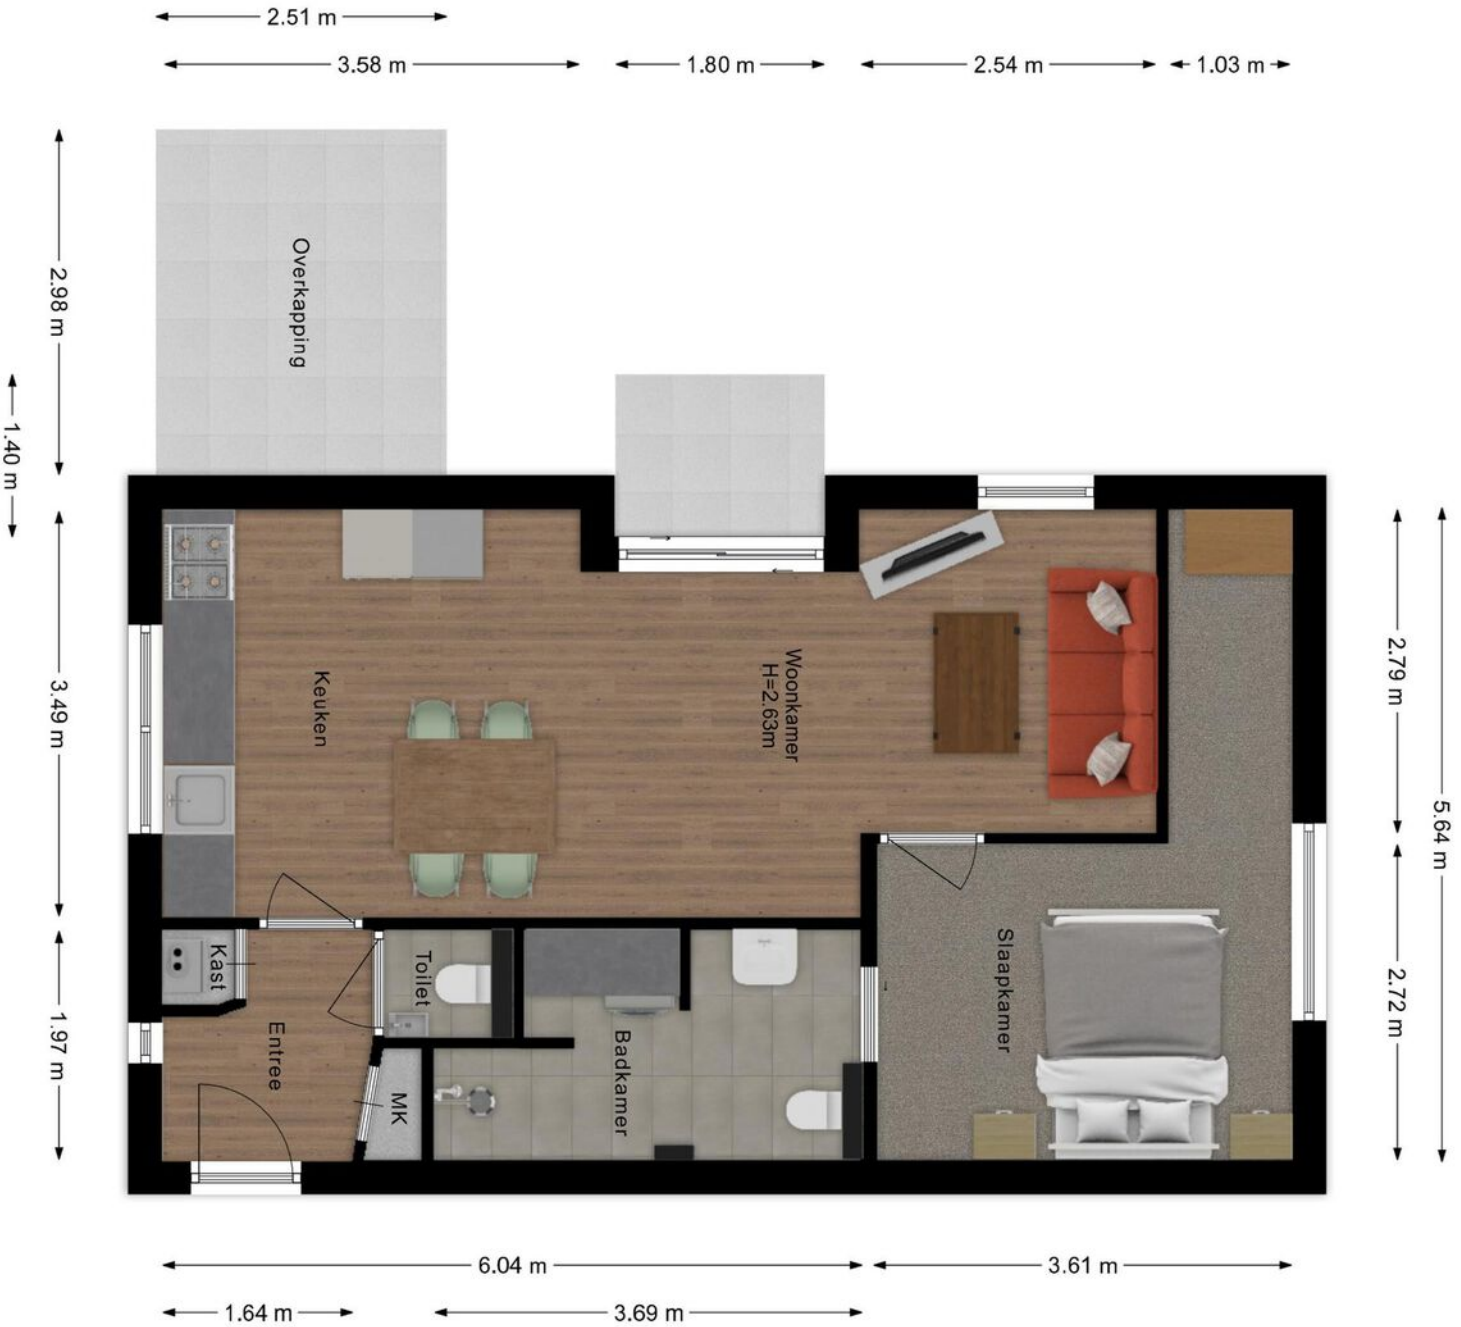 2.51 m
3.58 m
1.80 m
2.54 m
1.03 m
Overkapping
2.98 m
1.40 m
Woonkamer
H=2.63m
Keuken
3.49 m
2.79 m
5.64 m
Kast
Toilet
Slaapkamer
2.72 m
1.97 m
Entree
Badkamer
MK
6.04 m
3.61 m
1.64 m
3.69 m